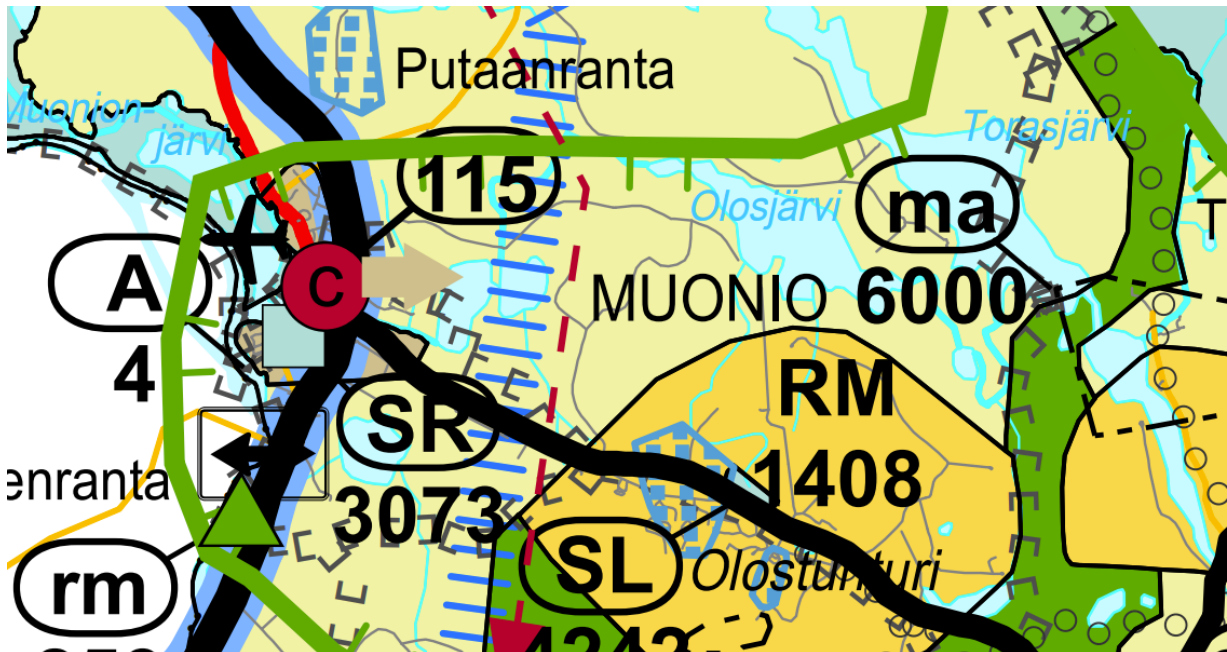 Putaanranta
Muonion-
järvi
Torasjärvi
115
Olosjärvi
ma
T
A
C
MUONIO 6000
4
RM
SR
1408
enranta
3073
SL
Olostunturi
rm